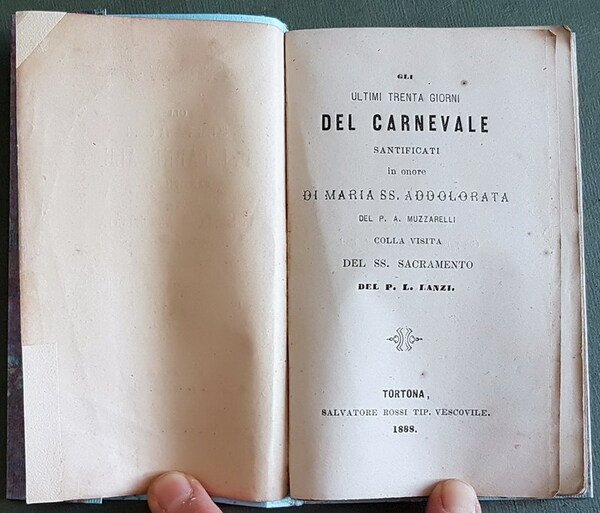 GLI
ULTIMI TRENTA GIORNI
DEL CARNEVALE
SANTIFICATI
in onore
DI MARIA SS. ADDOLORATA
DEL P. A. MUZZARELLI
COLLA VISITA
DEL SS. SACRAMENTO
DEL P. L. LANZI.
TORTONA,
SALVATORE ROSSI TIP. VESCOVILE.
1888.